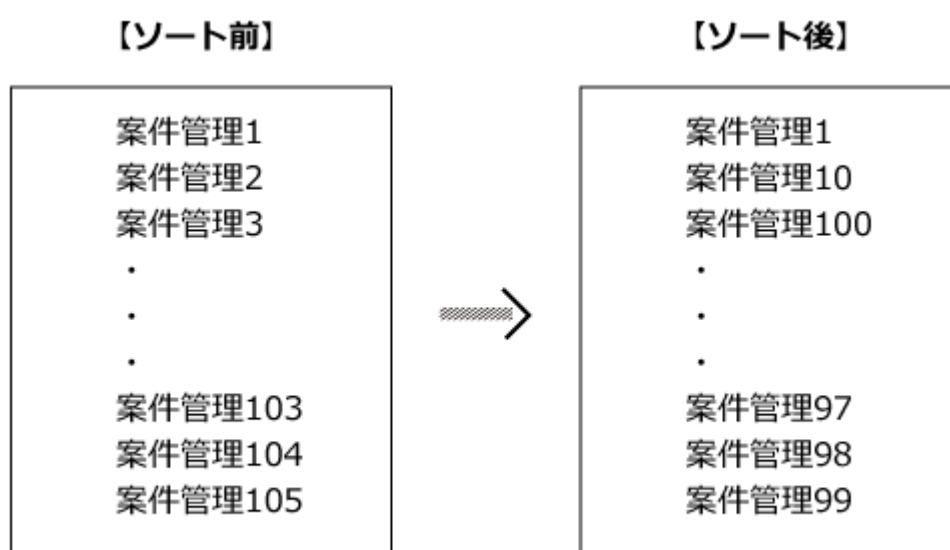 【ソート前】
案件管理1
案件管理2
案件管理3
・
・
・
案件管理103
案件管理104
案件管理105
【ソート後】
案件管理1
案件管理10
案件管理100
・
・
・
案件管理97
案件管理98
案件管理99